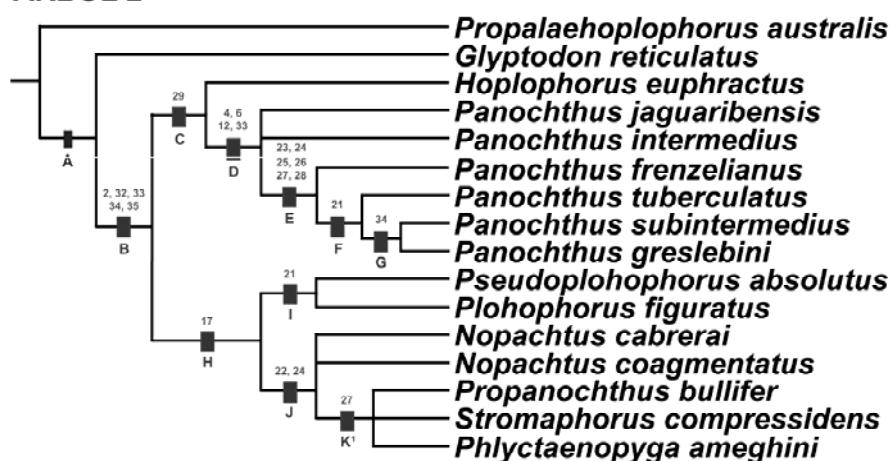 Propalaehoplophorus australis
Glyptodon reticulatus
Hoplophorus euphractus
Panochthus jaguaribensis
Panochthus intermedius
Panochthus frenzelianus
Panochthus tuberculatus
Panochthus subintermedius
Panochthus greslebini
Pseudoplohophorus absolutus
Plohophorus figuratus
Nopachtus cabrerai
Nopachtus coagmentatus
Propanochthus bullifer
Stromaphorus compressidens
Phlyctaenopyga ameghini
A
2, 32, 33
34, 35
B
29
C
4, 6
12, 33
D
23, 24
25, 26
27, 28
E
21
F
34
G
17
H
21
I
22, 24
J
27
K¹